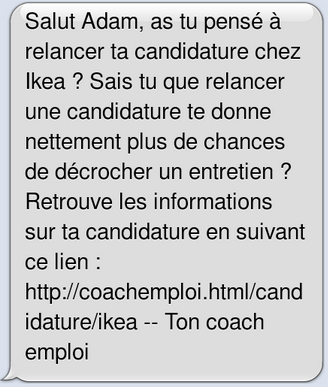 Salut Adam, as tu pensé à
relancer ta candidature chez
Ikea ? Sais tu que relancer
une candidature te donne
nettement plus de chances
de décrocher un entretien ?
Retrouve les informations
sur ta candidature en suivant
ce lien :
http://coachemploi.html/cand
idature/ikea -- Ton coach
emploi